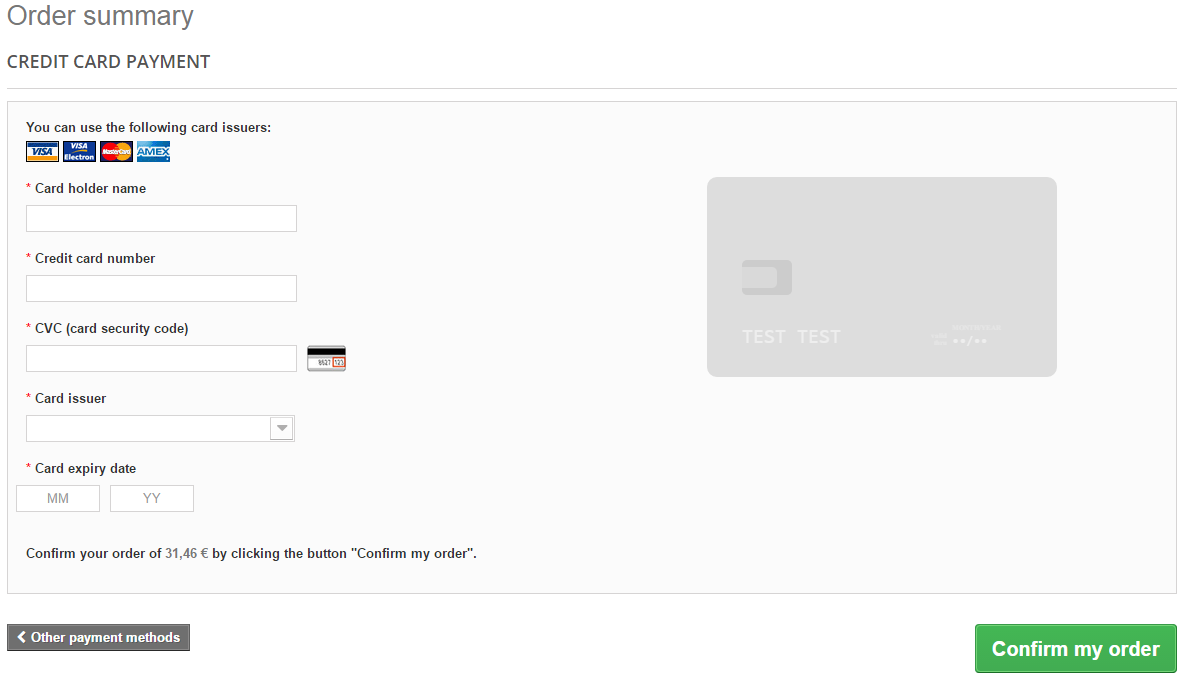 Order summary
CREDIT CARD PAYMENT
You can use the following card issuers:
VISA VISA Electron MasterCard AMEX
* Card holder name
* Credit card number
* CVC (card security code)
123
* Card issuer
* Card expiry date
MM YY
TEST TEST
••/••
Confirm your order of 31,46 € by clicking the button "Confirm my order".
Other payment methods
Confirm my order